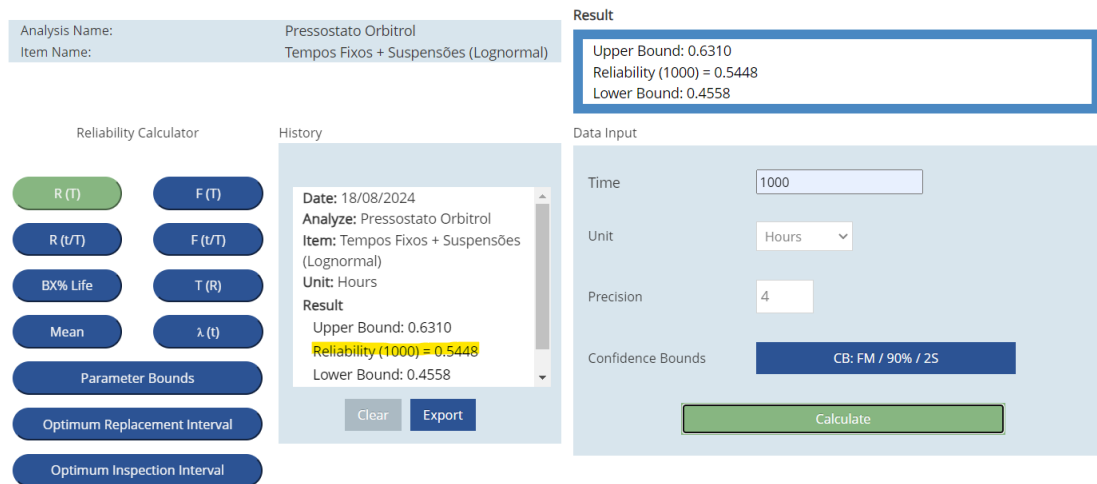 Analysis Name: Pressostato Orbitrol
Item Name: Tempos Fixos + Suspensões (Lognormal)
Result
Upper Bound: 0.6310
Reliability (1000) = 0.5448
Lower Bound: 0.4558
Reliability Calculator
R (T) F (T)
R (t/T) F (t/T)
BX% Life T (R)
Mean λ (t)
Parameter Bounds
Optimum Replacement Interval
Optimum Inspection Interval
History
Date: 18/08/2024
Analyze: Pressostato Orbitrol
Item: Tempos Fixos + Suspensões
(Lognormal)
Unit: Hours
Result
Upper Bound: 0.6310
Reliability (1000) = 0.5448
Lower Bound: 0.4558
Clear Export
Data Input
Time 1000
Unit Hours
Precision 4
Confidence Bounds CB: FM / 90% / 2S
Calculate